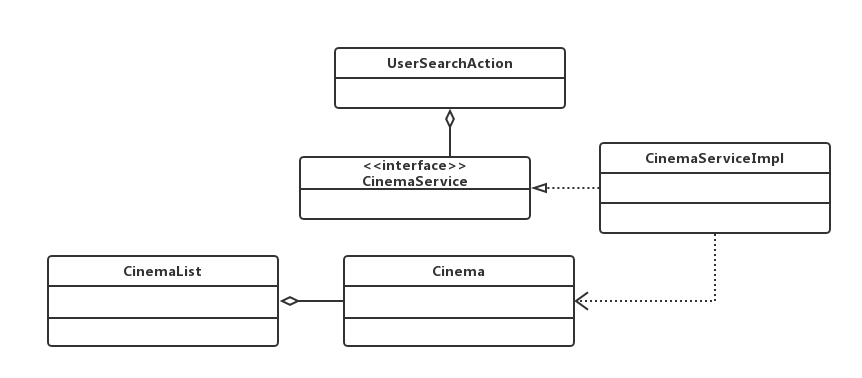 UserSearchAction
<<interface>>
CinemaService
CinemaServiceImpl
CinemaList
Cinema